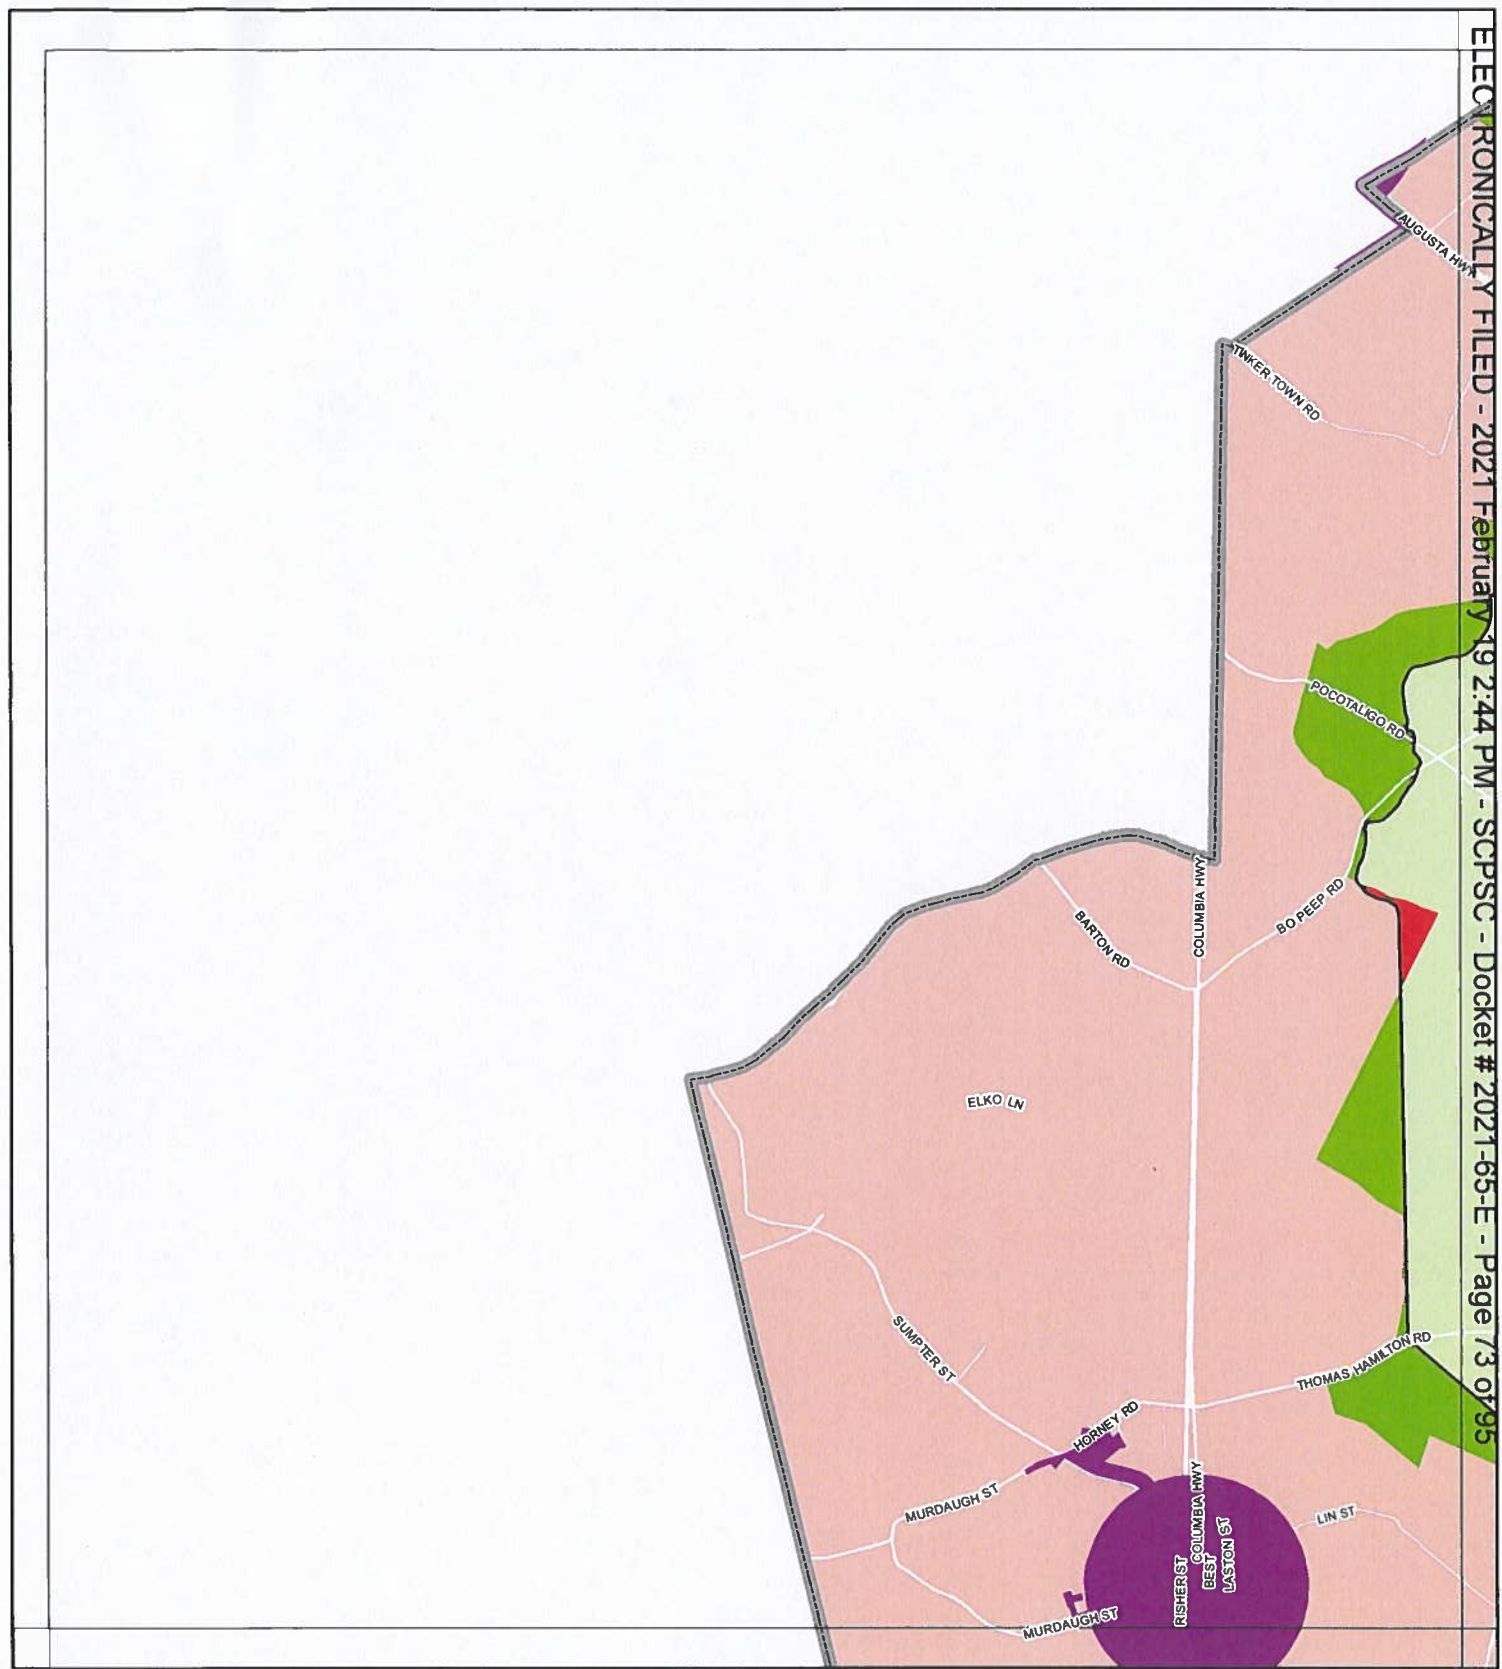 ELECTRONICALLY FILED - 2021 February 19 2:44 PM - SCPSC - Docket # 2021-65-E - Page 73 of 95
AUGUSTA HWY
TINKER TOWN RD
POCOTALIGO RD
COLUMBIA HWY
BO PEEP RD
BARTON RD
ELKO LN
SUMPTER ST
THOMAS HAMILTON RD
HORNEY RD
MURDAUGH ST
COLUMBIA HWY
LIN ST
BEST
LASTON ST
RISHER ST
MURDAUGH ST